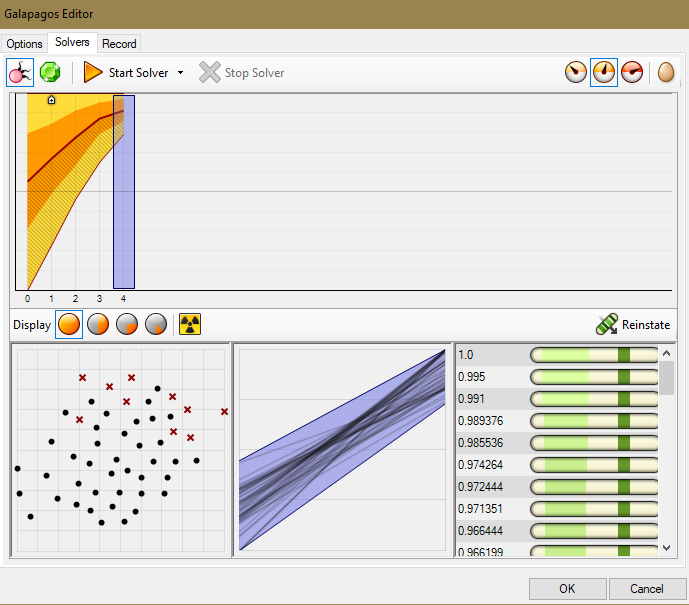 Galapagos Editor
Options Solvers Record
Start Solver Stop Solver
0 1 2 3 4
Display Reinstate
1.0
0.995
0.991
0.989376
0.985536
0.974264
0.972444
0.971351
0.966444
0.966199
OK Cancel